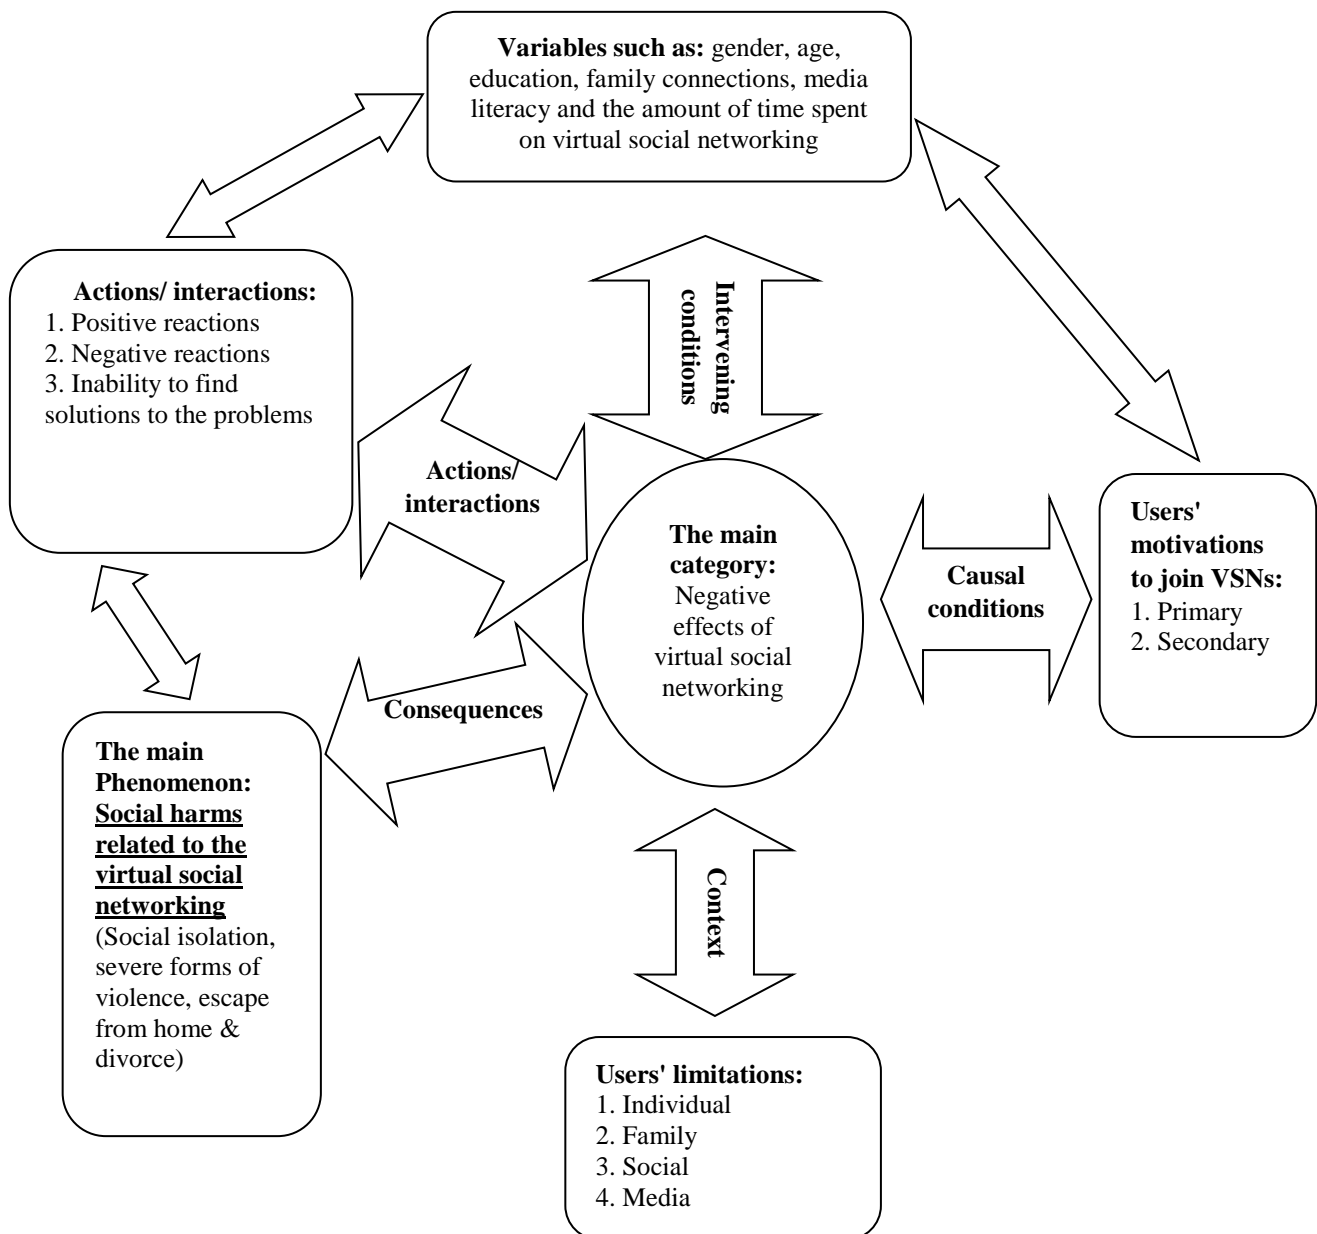 Variables such as: gender, age,
education, family connections, media
literacy and the amount of time spent
on virtual social networking
Actions/ interactions:
1. Positive reactions
2. Negative reactions
3. Inability to find
solutions to the problems
Intervening
conditions
Actions/
interactions
The main
category:
Negative
effects of
virtual social
networking
Causal
conditions
Users'
motivations
to join VSNs:
1. Primary
2. Secondary
Consequences
The main
Phenomenon:
Social harms
related to the
virtual social
networking
(Social isolation,
severe forms of
violence, escape
from home &
divorce)
Context
Users' limitations:
1. Individual
2. Family
3. Social
4. Media